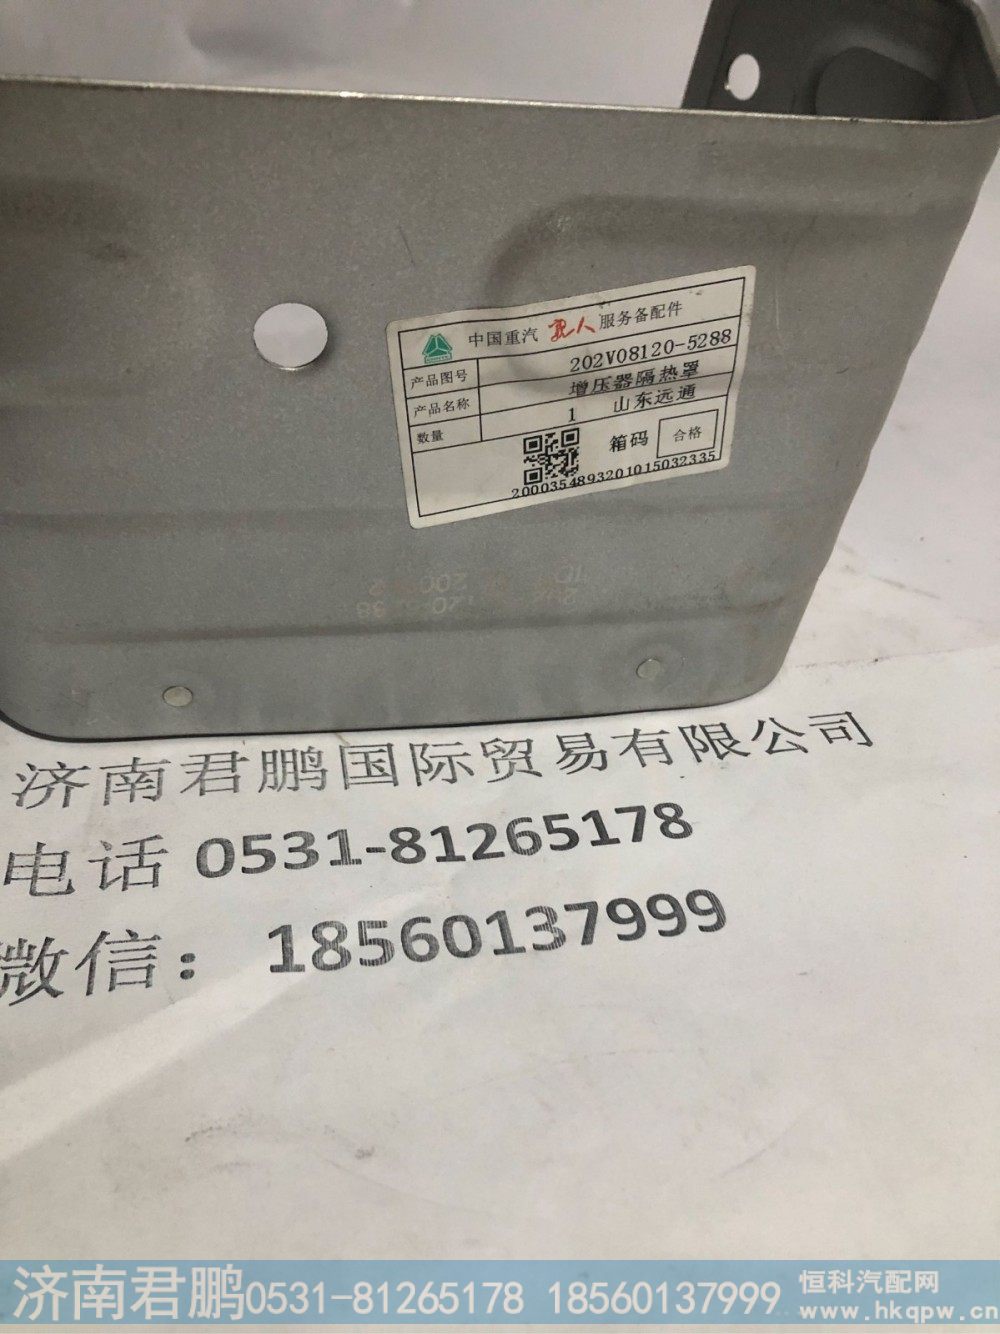 中国重汽 亲人 服务备配件
产品图号 202V08120-5288
产品名称 增压器隔热罩
数量 1 山东远通
箱码 合格
200035489320101503​2335
济南君鹏国际贸易有限公司
电话 0531-81265178
微信： 18560137999
济南君鹏0531-81265178 18560137999
恒科汽配网
www.hkqpw.cn